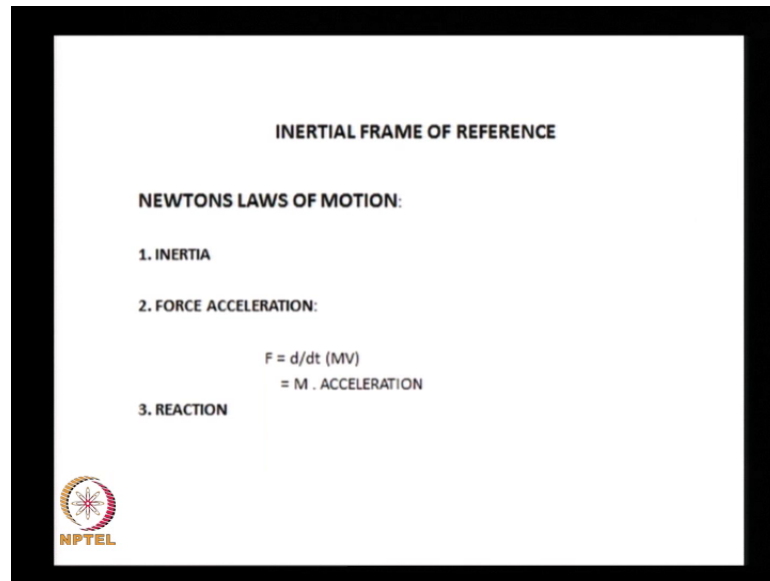 INERTIAL FRAME OF REFERENCE
NEWTONS LAWS OF MOTION:
1. INERTIA
2. FORCE ACCELERATION:
F = d/dt (MV)
= M . ACCELERATION
3. REACTION
NPTEL